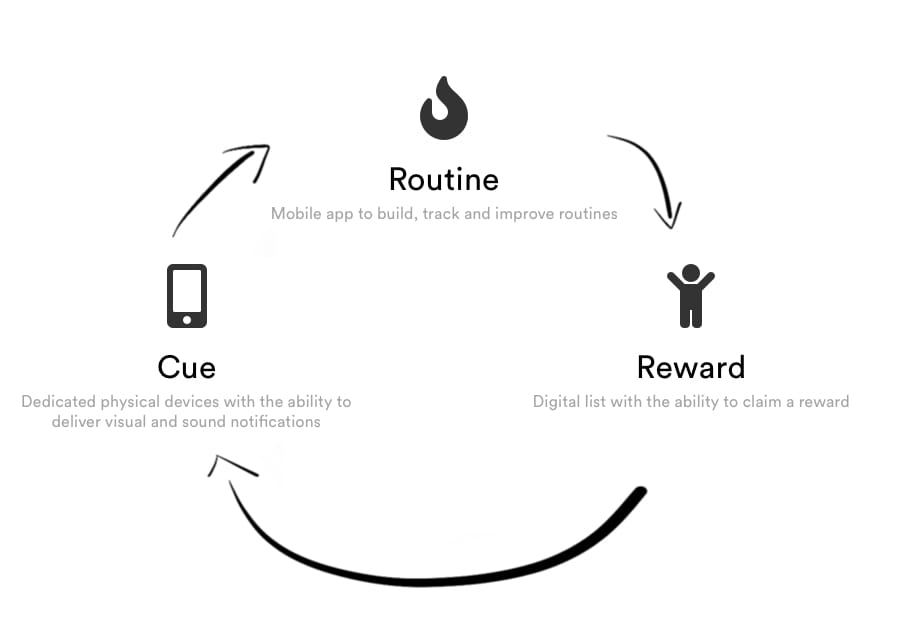 Routine
Mobile app to build, track and improve routines
Cue
Dedicated physical devices with the ability to
deliver visual and sound notifications
Reward
Digital list with the ability to claim a reward